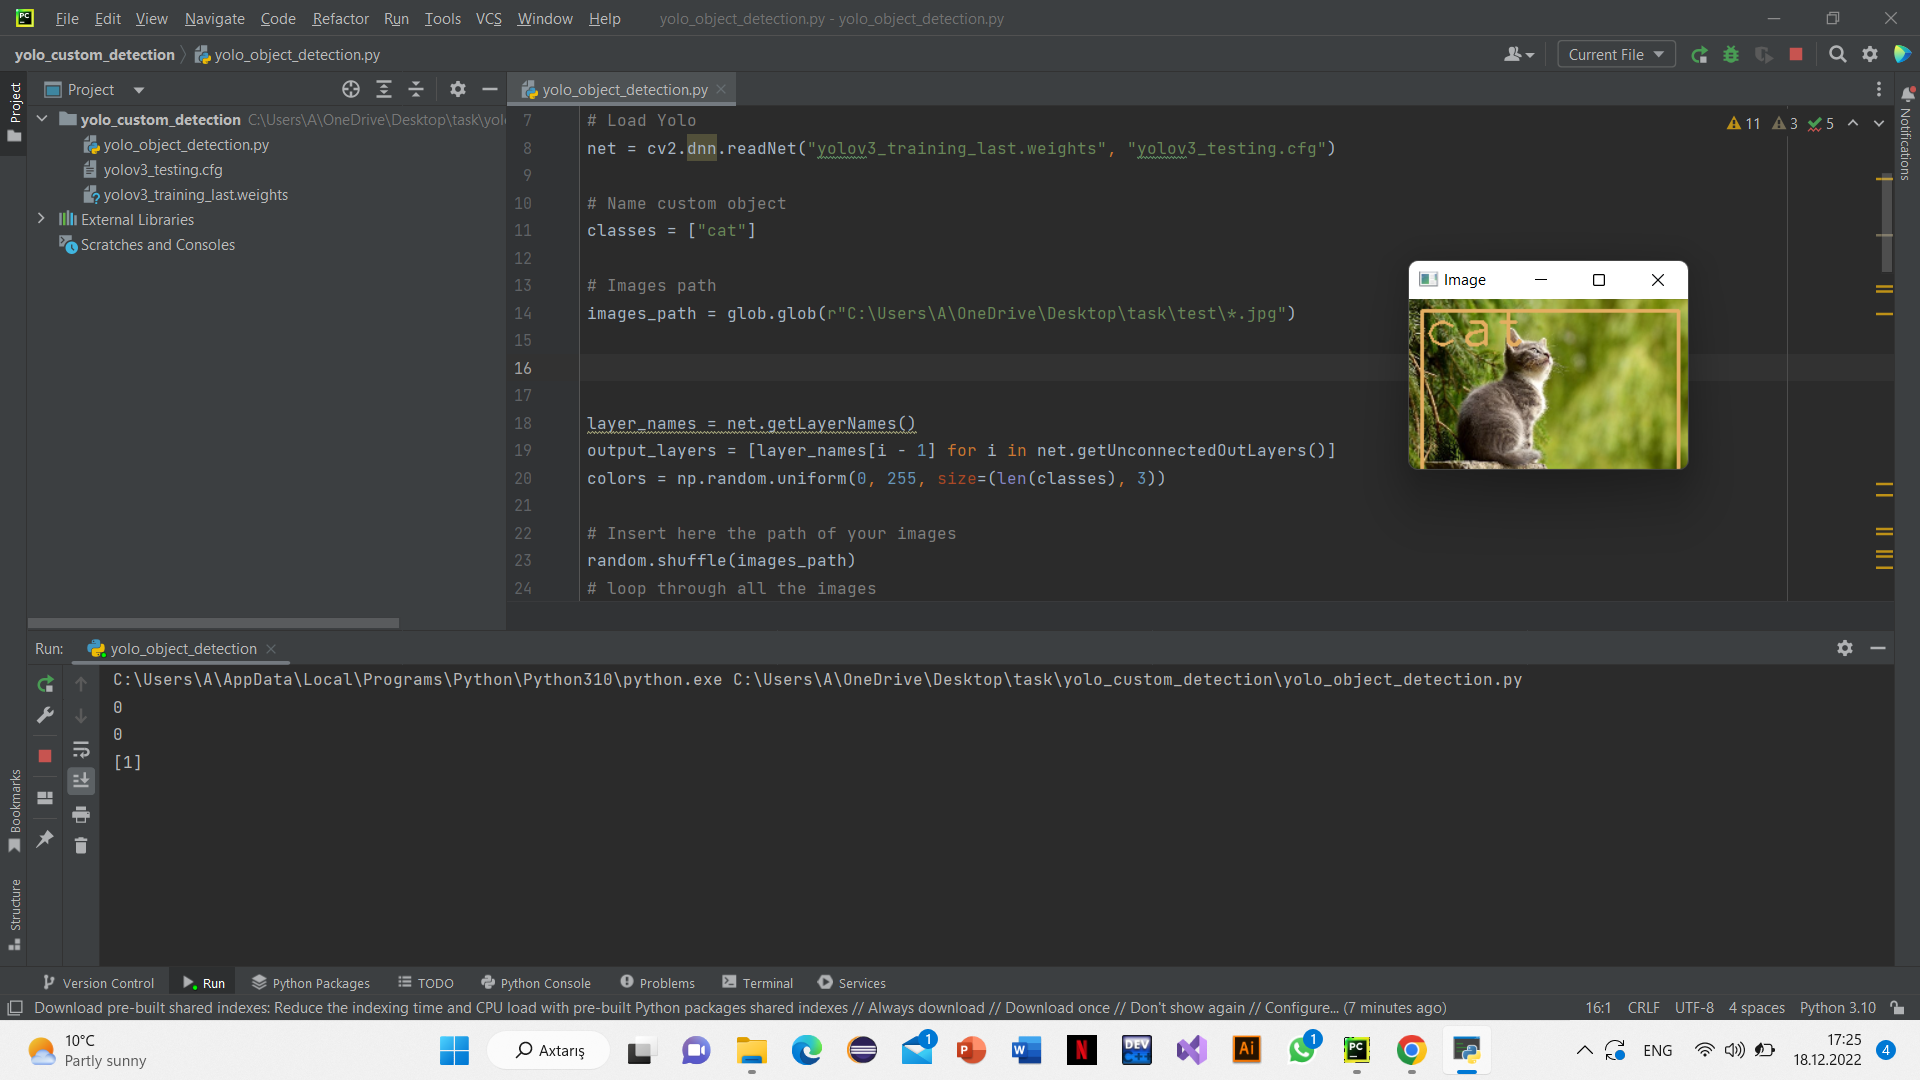 File Edit View Navigate Code Refactor Run Tools VCS Window Help yolo_object_detection.py - yolo_object_detection.py
yolo_custom_detection yolo_object_detection.py Current File
Project
Project
yolo_object_detection.py
yolo_custom_detection C:\Users\A\OneDrive\Desktop\task\yol
yolo_object_detection.py
yolov3_testing.cfg
yolov3_training_last.weights
External Libraries
Scratches and Consoles
7 # Load Yolo
11 3 5
8 net = cv2.dnn.readNet("yolov3_training_last.weights", "yolov3_testing.cfg")
9
10 # Name custom object
11 classes = ["cat"]
12
13 # Images path
14 images_path = glob.glob(r"C:\Users\A\OneDrive\Desktop\task\test\*.jpg")
15
16
17
18 layer_names = net.getLayerNames()
19 output_layers = [layer_names[i - 1] for i in net.getUnconnectedOutLayers()]
20 colors = np.random.uniform(0, 255, size=(len(classes), 3))
21
22 # Insert here the path of your images
23 random.shuffle(images_path)
24 # loop through all the images
Notifications
Image
cat
Run: yolo_object_detection
C:\Users\A\AppData\Local\Programs\Python\Python310\python.exe C:\Users\A\OneDrive\Desktop\task\yolo_custom_detection\yolo_object_detection.py
0
0
[1]
Bookmarks
Structure
Version Control Run Python Packages TODO Python Console Problems Terminal Services
Download pre-built shared indexes: Reduce the indexing time and CPU load with pre-built Python packages shared indexes // Always download // Download once // Don't show again // Configure... (7 minutes ago) 16:1 CRLF UTF-8 4 spaces Python 3.10
10°C
Partly sunny
Axtarış
1
P
W
N
DEV C++
Ai
1
PC
ENG
17:25
18.12.2022
4